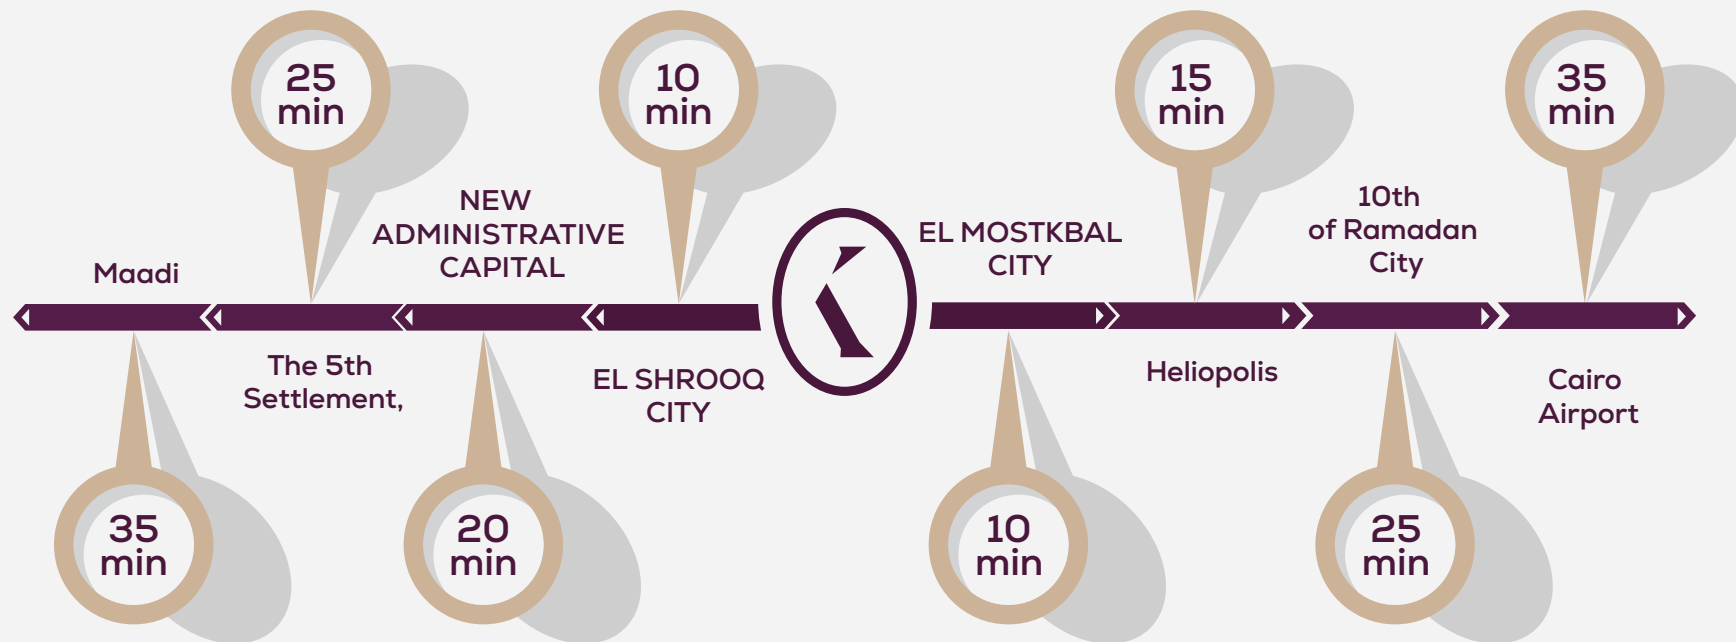 25
min
10
min
15
min
35
min
NEW
ADMINISTRATIVE
CAPITAL
Maadi
EL MOSTKBAL
CITY
10th
of Ramadan
City
The 5th
Settlement,
EL SHROOQ
CITY
Heliopolis
Cairo
Airport
35
min
20
min
10
min
25
min